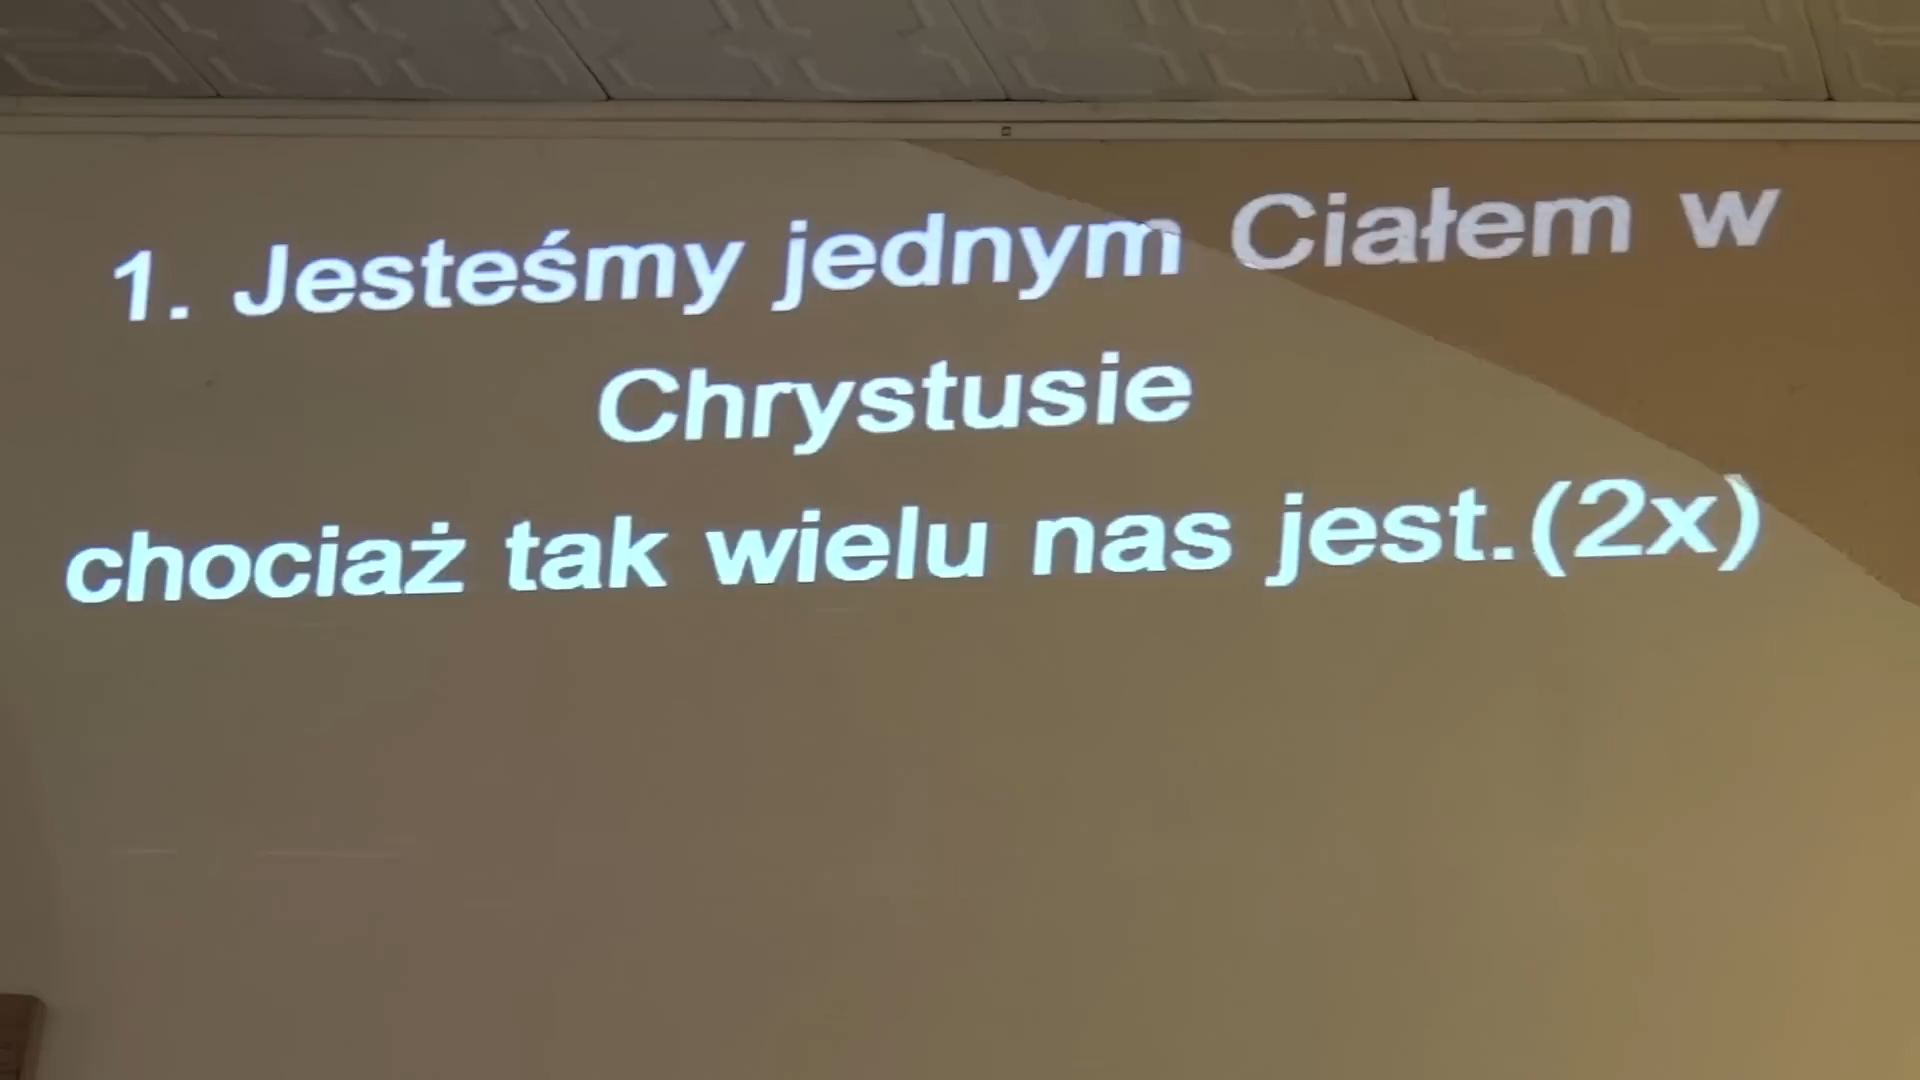 1. Jesteśmy jednym Ciałem w
Chrystusie
chociaż tak wielu nas jest.(2x)